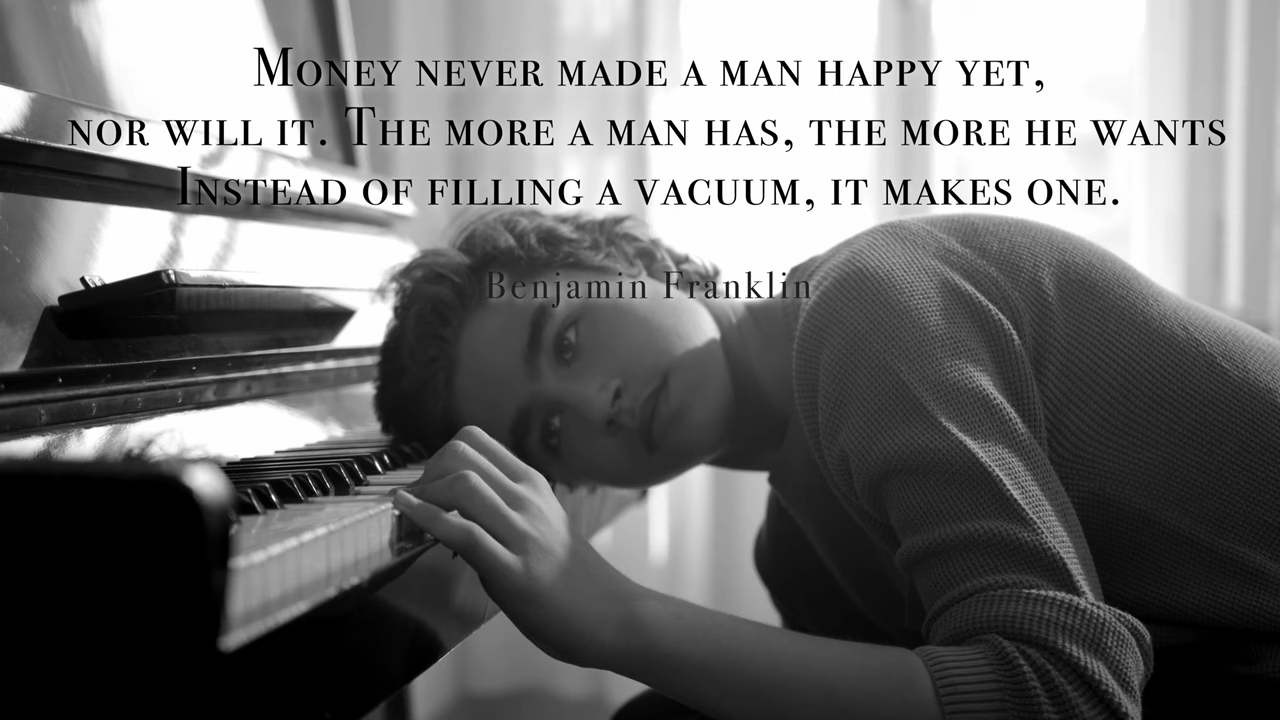 Money never made a man happy yet,
nor will it. The more a man has, the more he wants
Instead of filling a vacuum, it makes one.
Benjamin Franklin